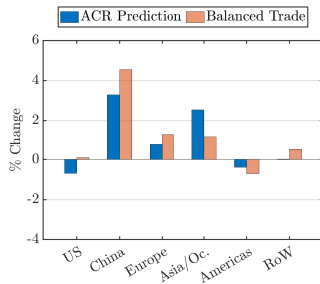 ACR Prediction Balanced Trade
% Change
6
4
2
0
-2
-4
US China Europe Asia/Oc. Americas RoW